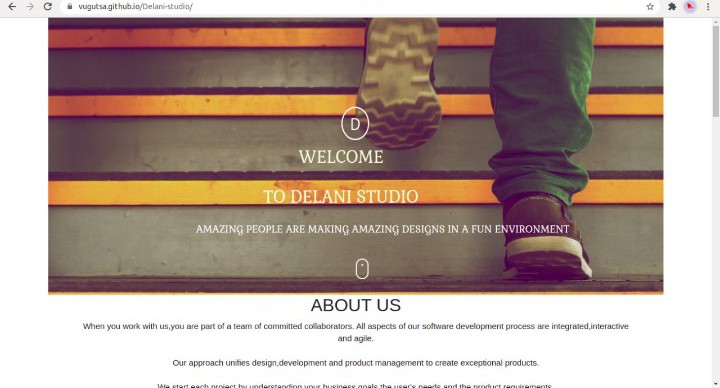 vugutsa.github.io/Delani-studio/
D
WELCOME
TO DELANI STUDIO
AMAZING PEOPLE ARE MAKING AMAZING DESIGNS IN A FUN ENVIRONMENT
ABOUT US
When you work with us,you are part of a team of committed collaborators. All aspects of our software development process are integrated,interactive
and agile.
Our approach unifies design,development and product management to create exceptional products.
We start each project by understanding your business goals,the user's needs and the product requirements.